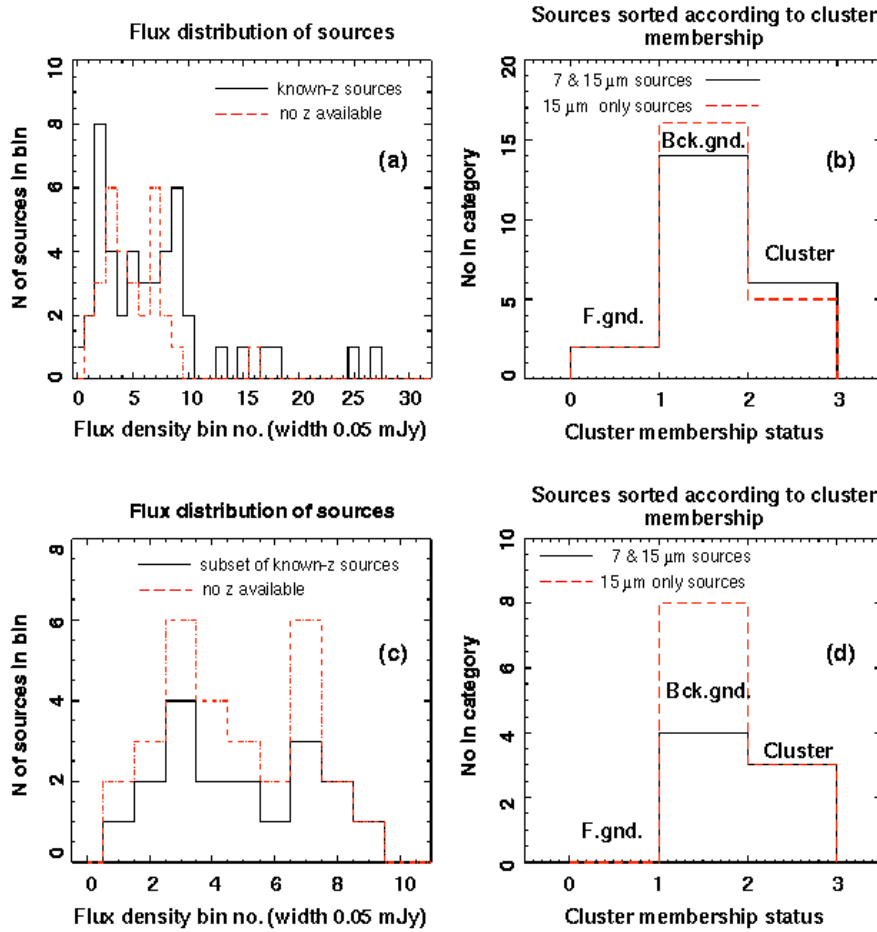 Flux distribution of sources
10
8
6
4
2
0
N of sources in bin
known-z sources
no z available
(a)
0 5 10 15 20 25 30
Flux density bin no. (width 0.05 mJy)
Sources sorted according to cluster
membership
20
15
10
5
0
No in category
7 & 15 μm sources
15 μm only sources
Bck.gnd.
(b)
Cluster
F.gnd.
0 1 2 3
Cluster membership status
Flux distribution of sources
8
6
4
2
0
N of sources in bin
subset of known-z sources
no z available
(c)
0 2 4 6 8 10
Flux density bin no. (width 0.05 mJy)
Sources sorted according to cluster
membership
10
8
6
4
2
0
No in category
7 & 15 μm sources
15 μm only sources
(d)
Bck.gnd.
Cluster
F.gnd.
0 1 2 3
Cluster membership status